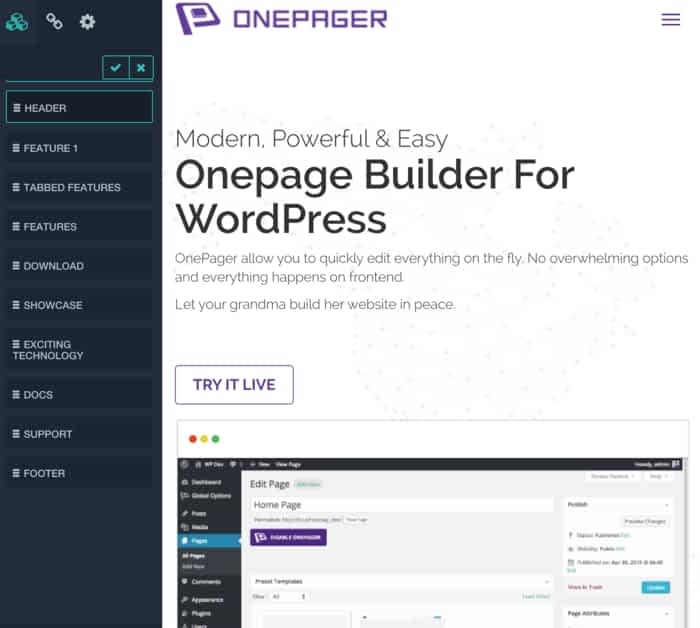 ONEPAGER
HEADER
FEATURE 1
TABBED FEATURES
FEATURES
DOWNLOAD
SHOWCASE
EXCITING
TECHNOLOGY
DOCS
SUPPORT
FOOTER
Modern, Powerful & Easy
Onepage Builder For
WordPress
OnePager allow you to quickly edit everything on the fly. No overwhelming options
and everything happens on frontend.
Let your grandma build her website in peace.
TRY IT LIVE
WP Dev New View Page Howdy, admin
Dashboard
Global Options
Posts
Media
Pages
All Pages
Add New
Comments
Appearance
Plugins
Users
Screen Options Help
Edit Page Add New
Home Page
Permalink:
DISABLE ONEPAGER
Preset Templates
Filter All
Publish
Preview Changes
Status: Published Edit
Visibility: Public Edit
Published on: Apr 30, 2015 @
Edit
Move to Trash Update
Page Attributes